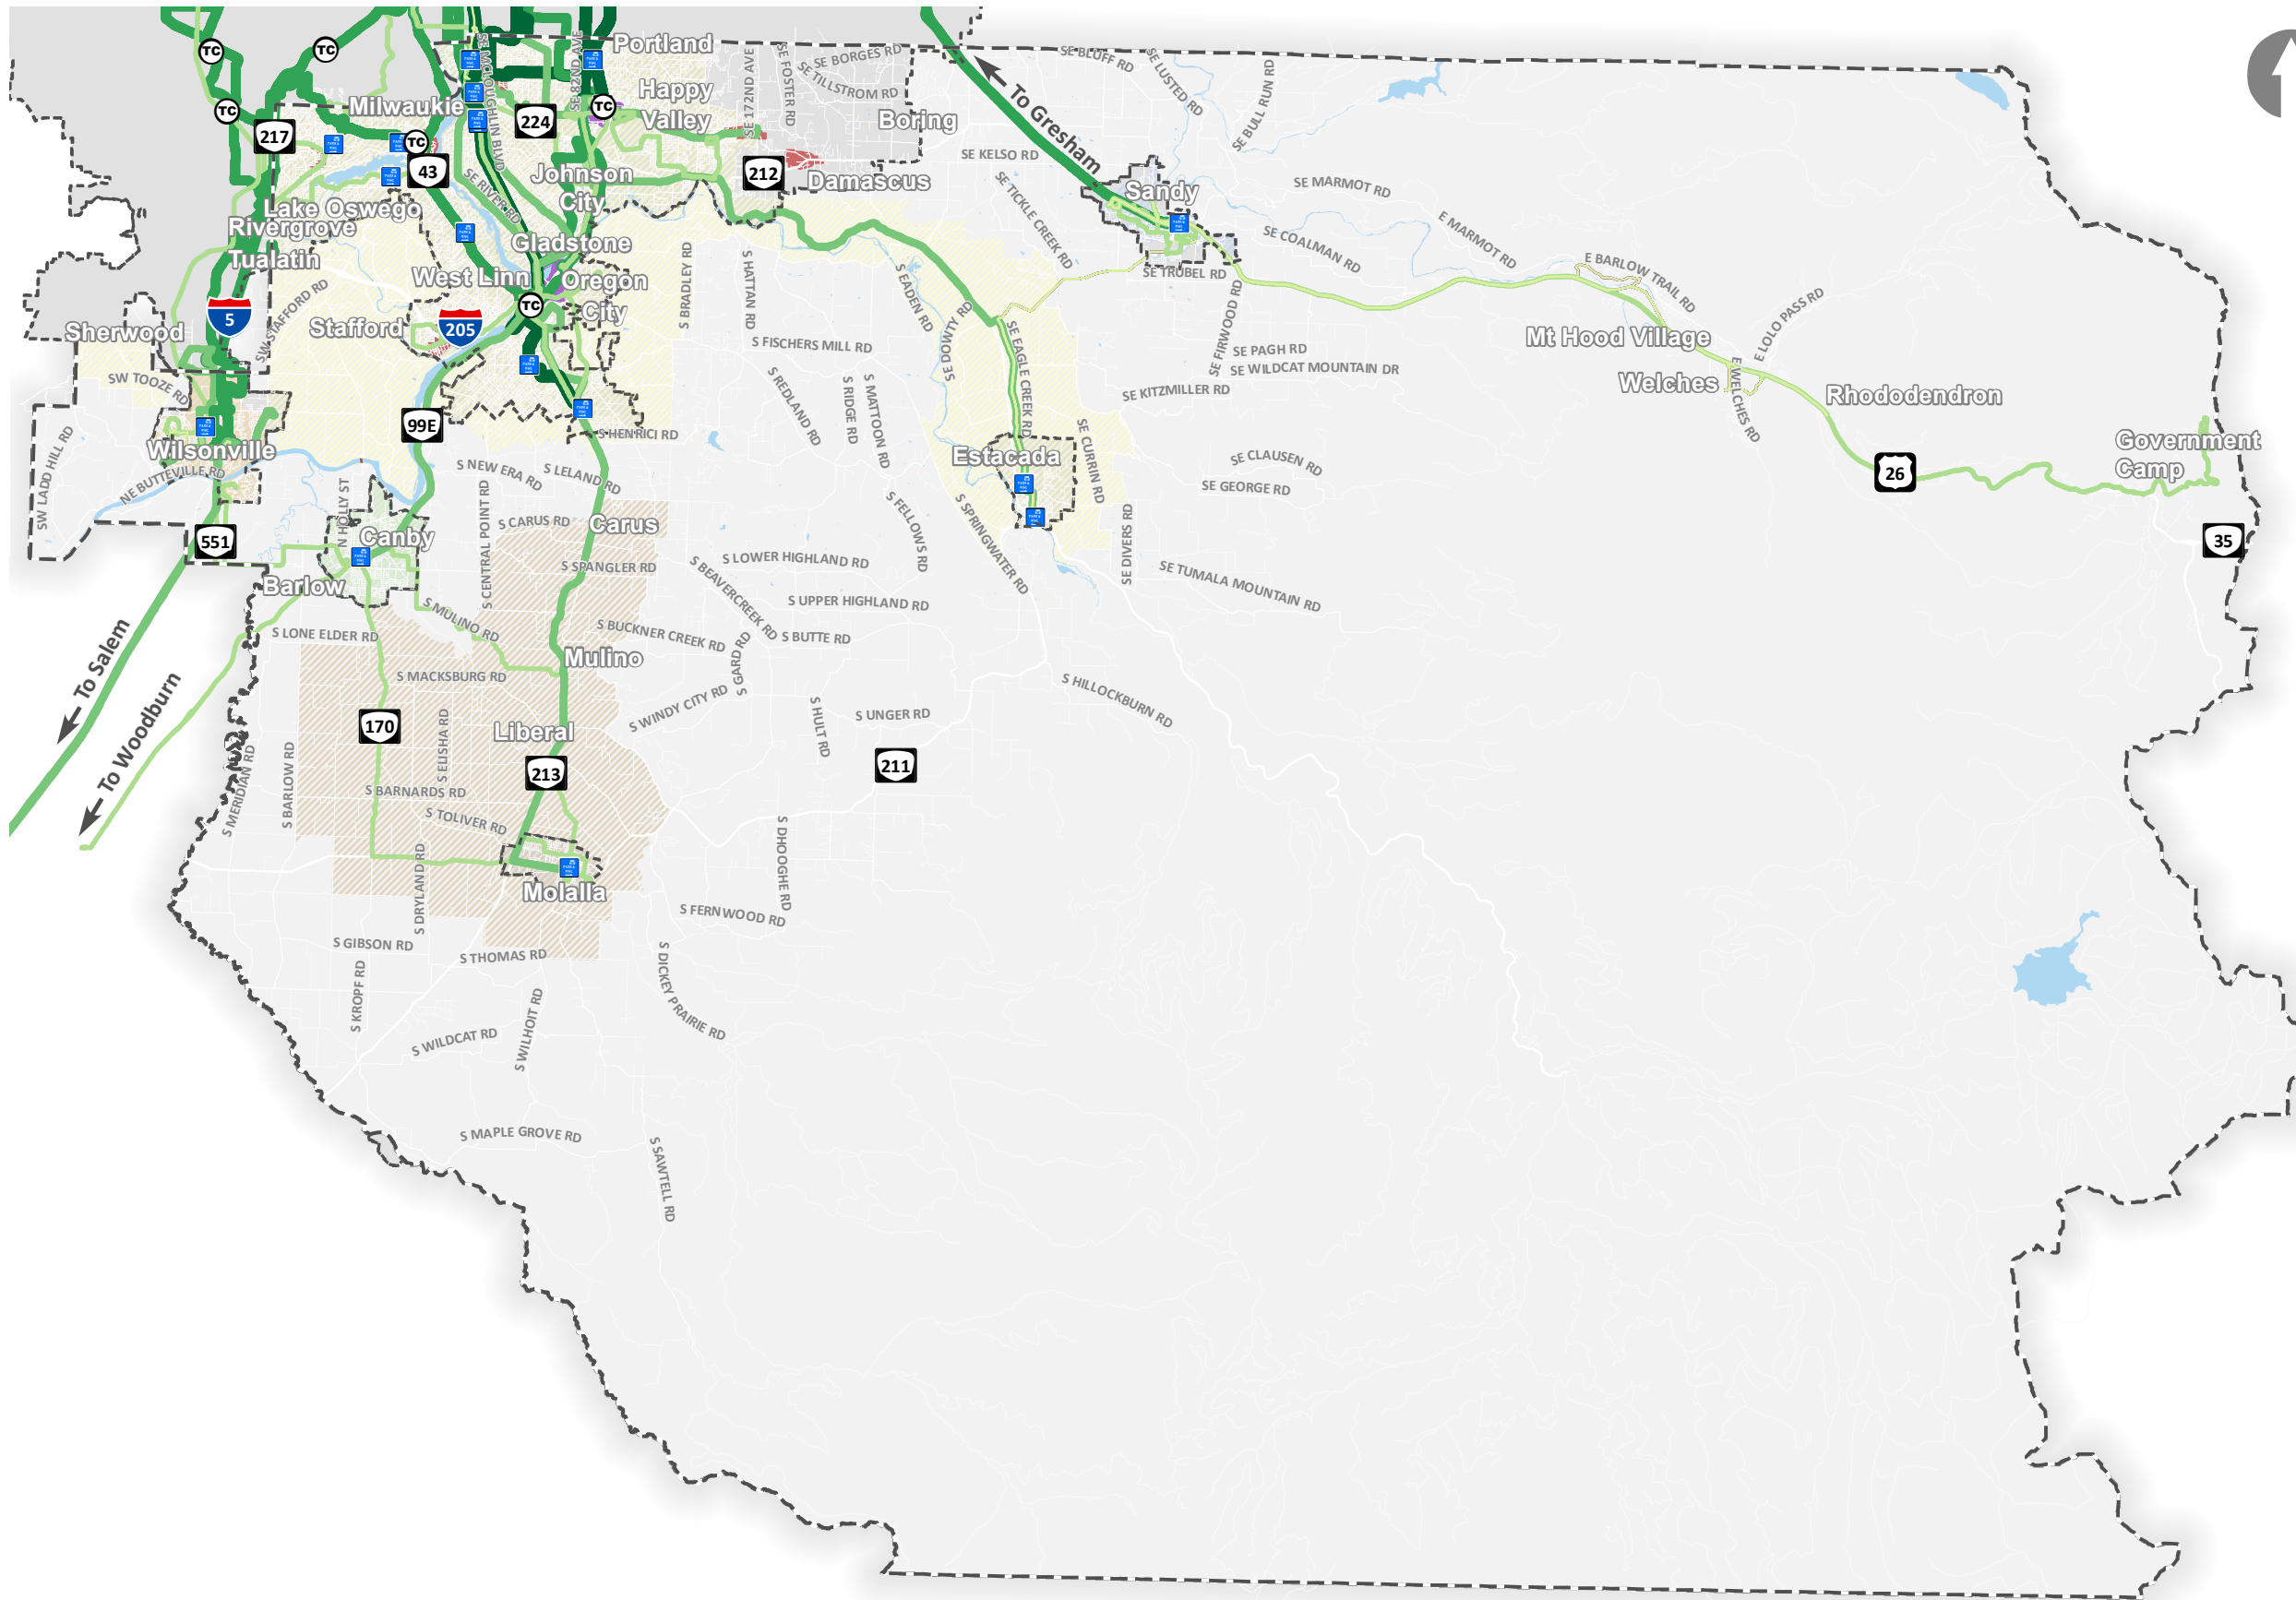 TC
TC
TC
TC
TC
TC
Portland
SE BORGES RD
SE TILLSTROM RD
SE FOSTER RD
SE 172ND AVE
SE 82ND AVE
SE MCLOUGHLIN BLVD
SE BLUFF RD
SE LUSTED RD
SE BULL RUN RD
To Gresham
Happy
Valley
Milwaukie
224
217
43
Boring
SE KELSO RD
Johnson
City
212
Damascus
Sandy
SE MARMOT RD
SE TICKLE CREEK RD
SE RIVER RD
Lake Oswego
Rivergrove
Tualatin
Gladstone
West Linn
Oregon
City
SE COALMAN RD
E MARMOT RD
E BARLOW TRAIL RD
SE TRUBEL RD
S BRADLEY RD
S HATTAN RD
S EADEN RD
SE DOWTY RD
SE FIRWOOD RD
E LOLO PASS RD
5
205
SW STAFFORD RD
Stafford
Sherwood
Mt Hood Village
SE EAGLE CREEK RD
S FISCHERS MILL RD
SE PAGH RD
SE WILDCAT MOUNTAIN DR
SE KITZMILLER RD
Welches
E WELCHES RD
Rhododendron
SW TOOZE RD
S REDLAND RD
S RIDGE RD
S MATTOON RD
99E
S HENRICI RD
SE CURRIN RD
Government
Camp
26
35
Wilsonville
SW LADD HILL RD
NE BUTTEVILLE RD
Estacada
SE CLAUSEN RD
SE GEORGE RD
S NEW ERA RD
S LELAND RD
S CENTRAL POINT RD
N HOLLY ST
S CARUS RD
Carus
S FELLOWS RD
S SPRINGWATER RD
SE DIVERS RD
551
Canby
Barlow
S SPANGLER RD
S LOWER HIGHLAND RD
S BEAVERCREEK RD
SE TUMALA MOUNTAIN RD
S UPPER HIGHLAND RD
S MULINO RD
S LONE ELDER RD
S BUCKNER CREEK RD
S BUTTE RD
S GARD RD
To Salem
To Woodburn
Mulino
S MACKSBURG RD
S WINDY CITY RD
S HILLOCKBURN RD
170
S ELISHA RD
Liberal
S HULT RD
S UNGER RD
213
211
S MERIDIAN RD
S BARLOW RD
S BARNARDS RD
S TOLIVER RD
S DRYLAND RD
Molalla
S DHOOGHE RD
S FERNWOOD RD
S GIBSON RD
S THOMAS RD
S KROPF RD
S DICKEY PRAIRIE RD
S WILDCAT RD
S WILHOIT RD
S MAPLE GROVE RD
S SAWTELL RD